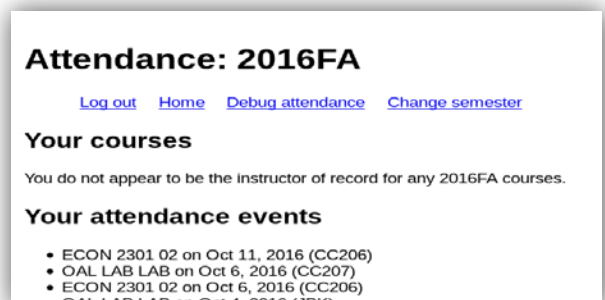 Attendance: 2016FA
Log out Home Debug attendance Change semester
Your courses
You do not appear to be the instructor of record for any 2016FA courses.
Your attendance events
• ECON 2301 02 on Oct 11, 2016 (CC206)
• OAL LAB LAB on Oct 6, 2016 (CC207)
• ECON 2301 02 on Oct 6, 2016 (CC206)